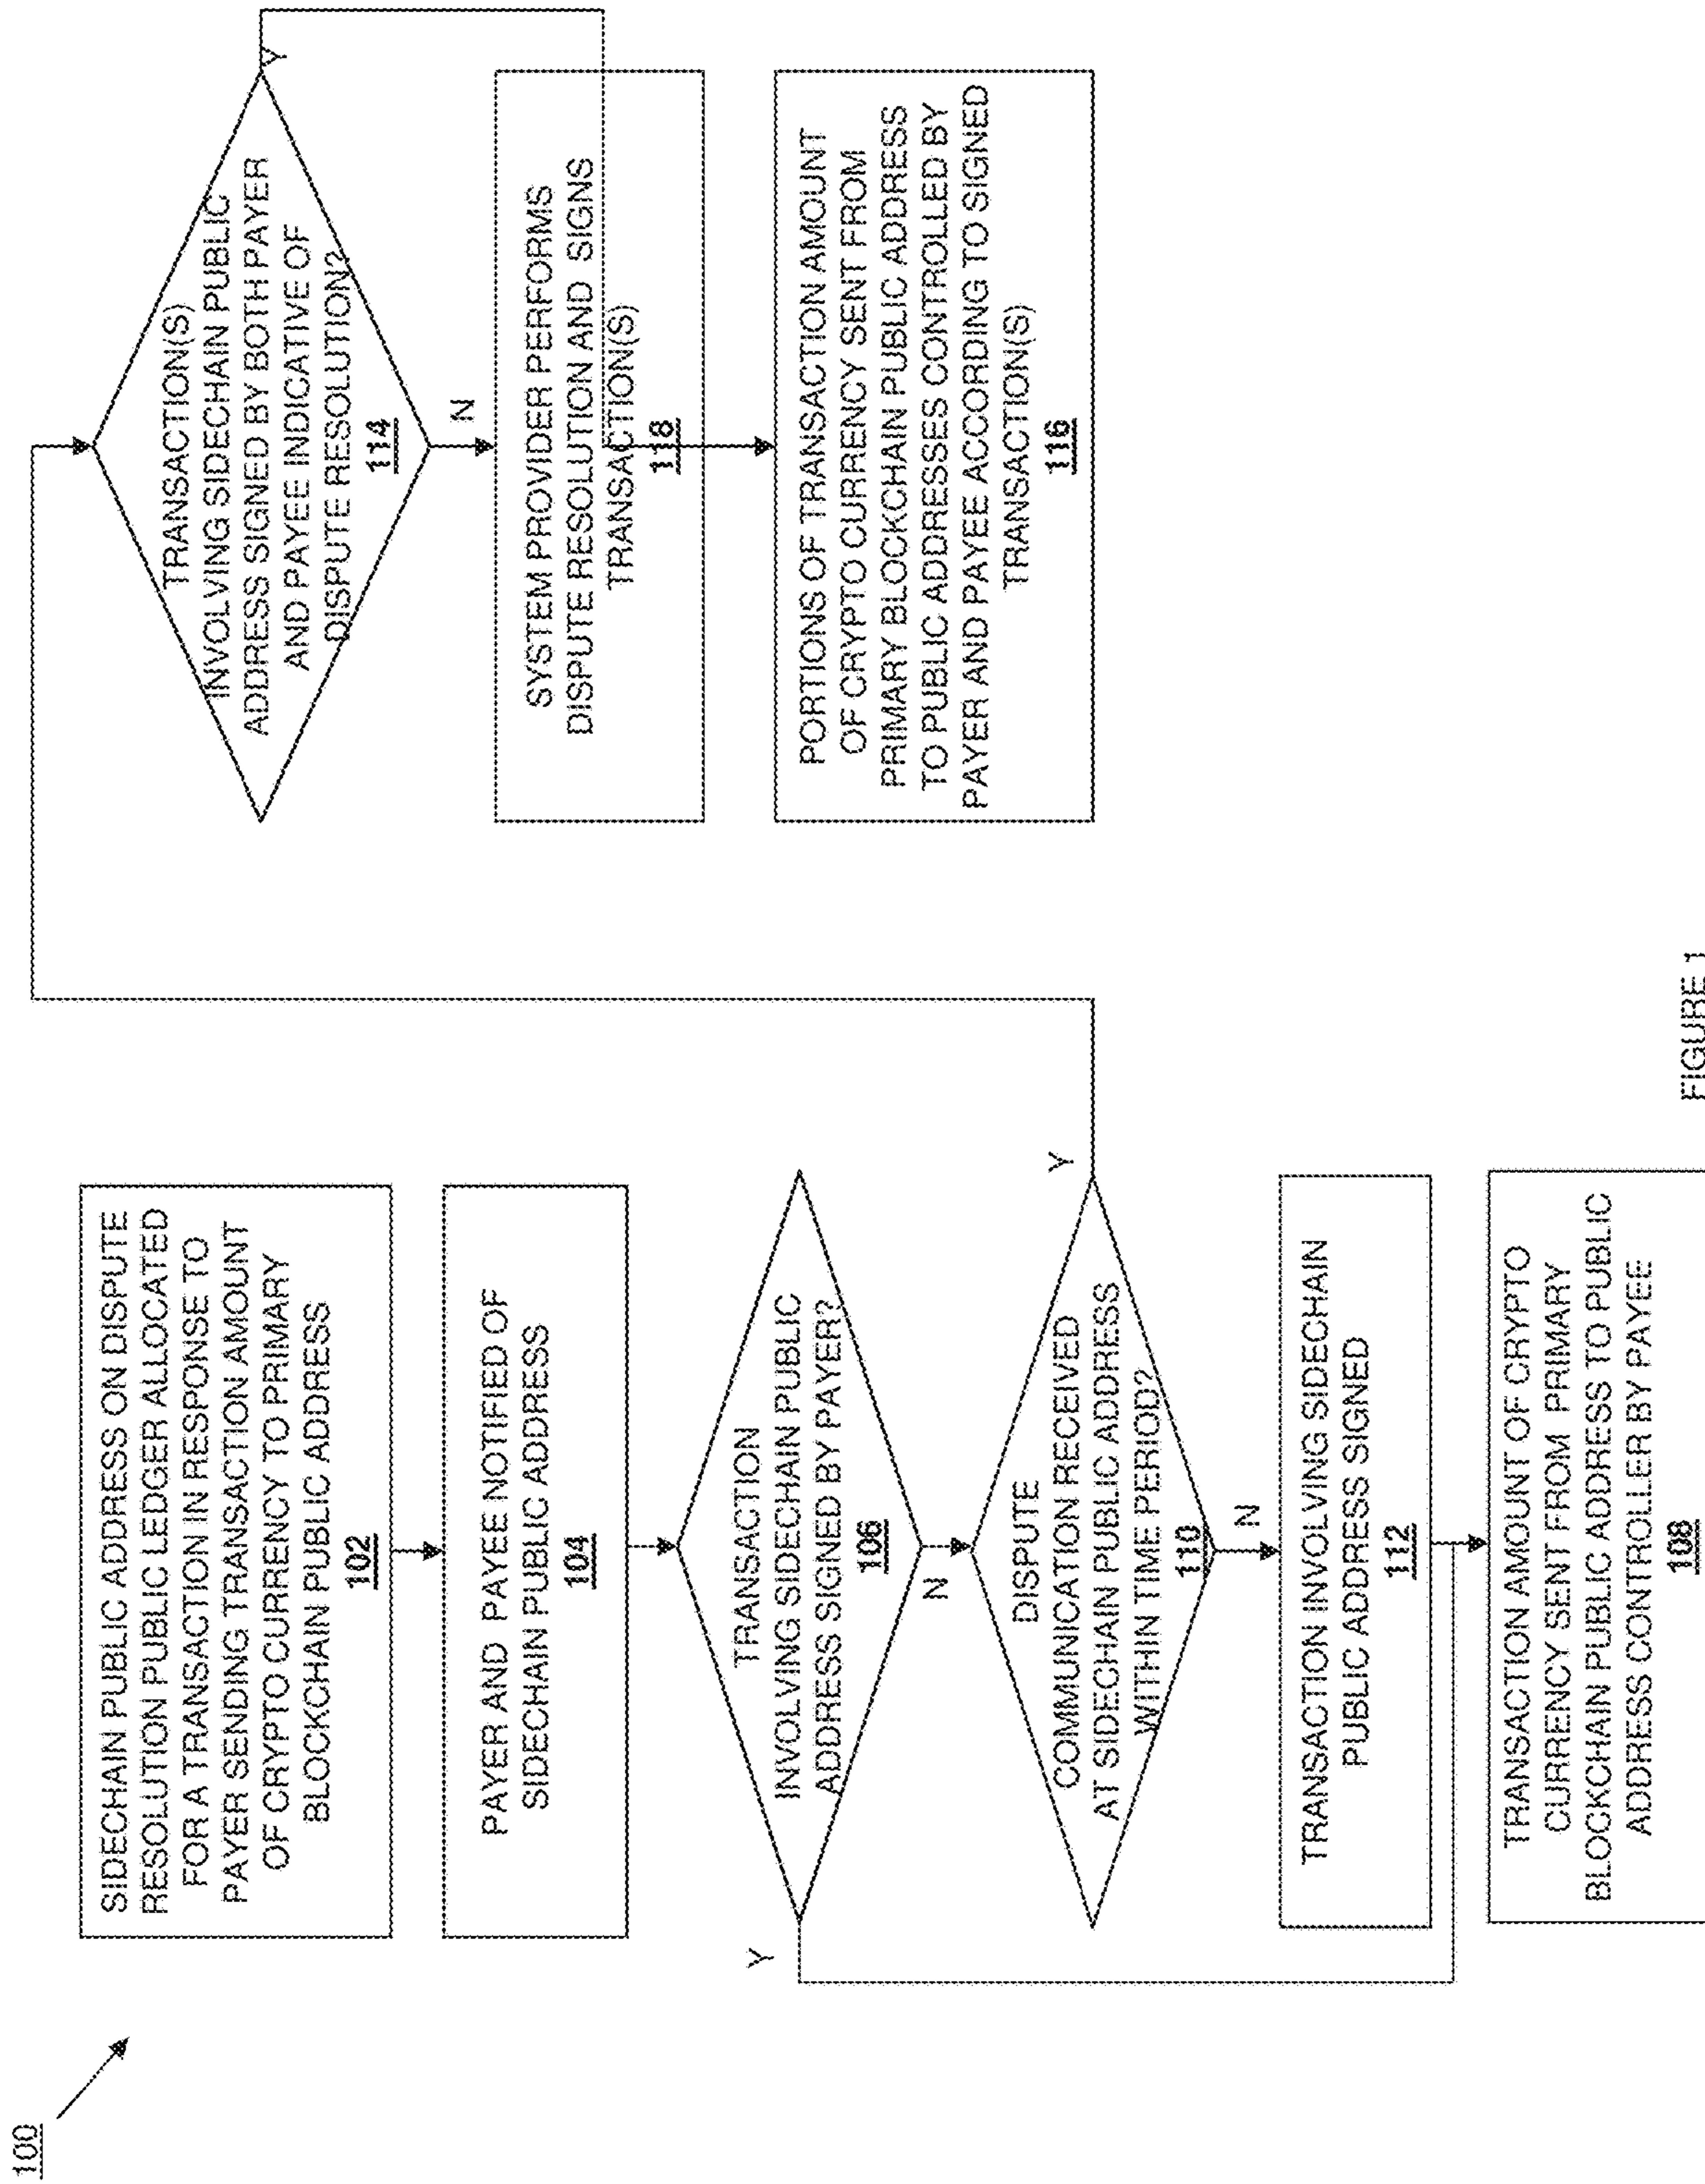 100
SIDECHAIN PUBLIC ADDRESS ON DISPUTE
RESOLUTION PUBLIC LEDGER ALLOCATED
FOR A TRANSACTION IN RESPONSE TO
PAYER SENDING TRANSACTION AMOUNT
OF CRYPTO CURRENCY TO PRIMARY
BLOCKCHAIN PUBLIC ADDRESS
102
PAYER AND PAYEE NOTIFIED OF
SIDECHAIN PUBLIC ADDRESS
104
TRANSACTION
INVOLVING SIDECHAIN PUBLIC
ADDRESS SIGNED BY PAYER?
106
Y
N
DISPUTE
COMMUNICATION RECEIVED
AT SIDECHAIN PUBLIC ADDRESS
WITHIN TIME PERIOD?
110
Y
N
TRANSACTION INVOLVING SIDECHAIN
PUBLIC ADDRESS SIGNED
112
TRANSACTION AMOUNT OF CRYPTO
CURRENCY SENT FROM PRIMARY
BLOCKCHAIN PUBLIC ADDRESS TO PUBLIC
ADDRESS CONTROLLER BY PAYEE
108
TRANSACTION(S)
INVOLVING SIDECHAIN PUBLIC
ADDRESS SIGNED BY BOTH PAYER
AND PAYEE INDICATIVE OF
DISPUTE RESOLUTION?
114
Y
N
SYSTEM PROVIDER PERFORMS
DISPUTE RESOLUTION AND SIGNS
TRANSACTION(S)
118
PORTIONS OF TRANSACTION AMOUNT
OF CRYPTO CURRENCY SENT FROM
PRIMARY BLOCKCHAIN PUBLIC ADDRESS
TO PUBLIC ADDRESSES CONTROLLED BY
PAYER AND PAYEE ACCORDING TO SIGNED
TRANSACTION(S)
116
FIGURE 1